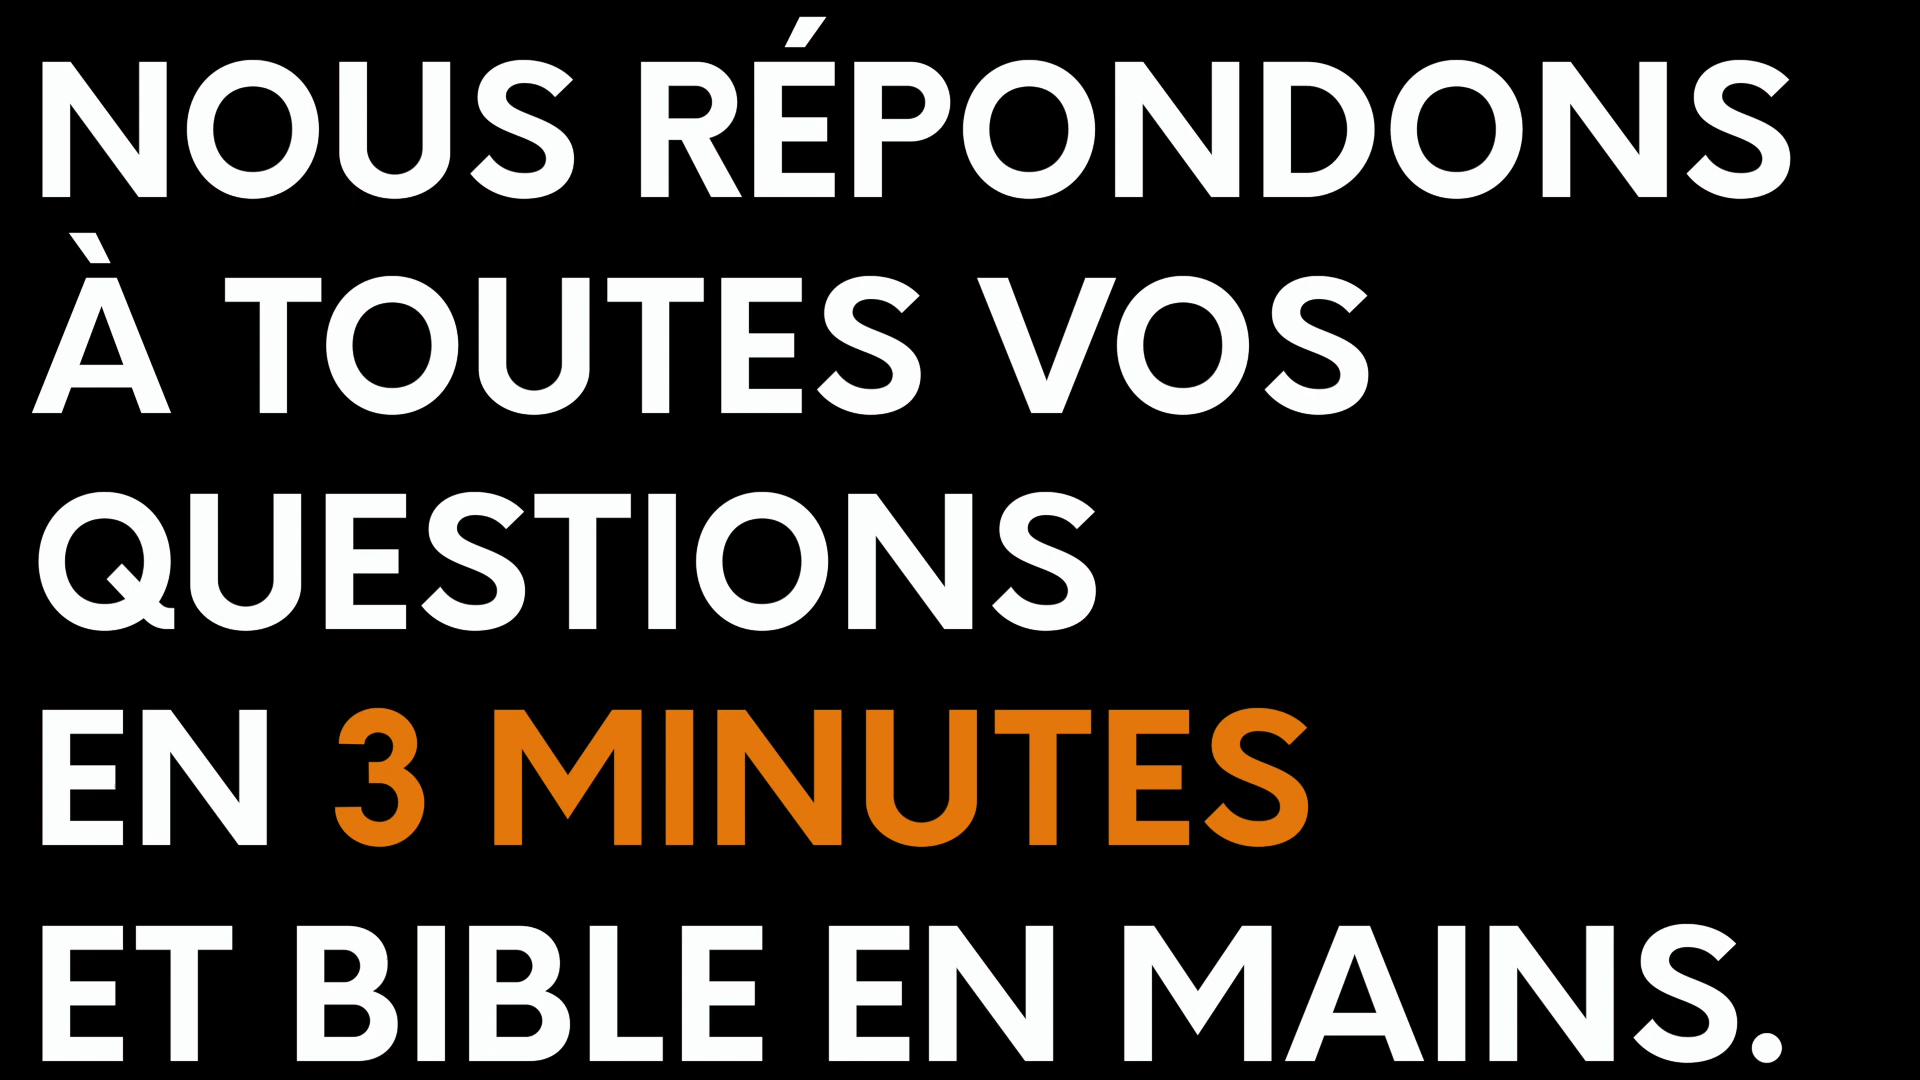 NOUS RÉPONDONS
À TOUTES VOS
QUESTIONS
EN 3 MINUTES
ET BIBLE EN MAINS.